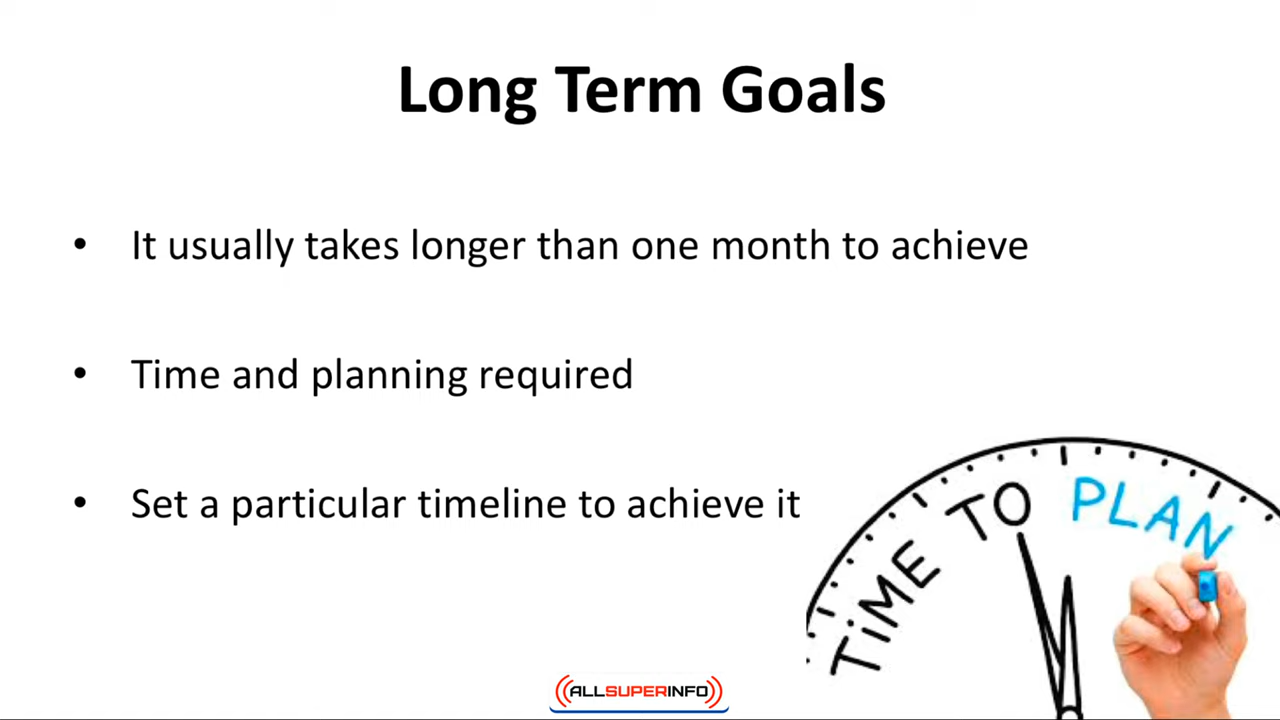 Long Term Goals
• It usually takes longer than one month to achieve
• Time and planning required
• Set a particular timeline to achieve it
TiME TO PLAN
ALLSUPERINFO